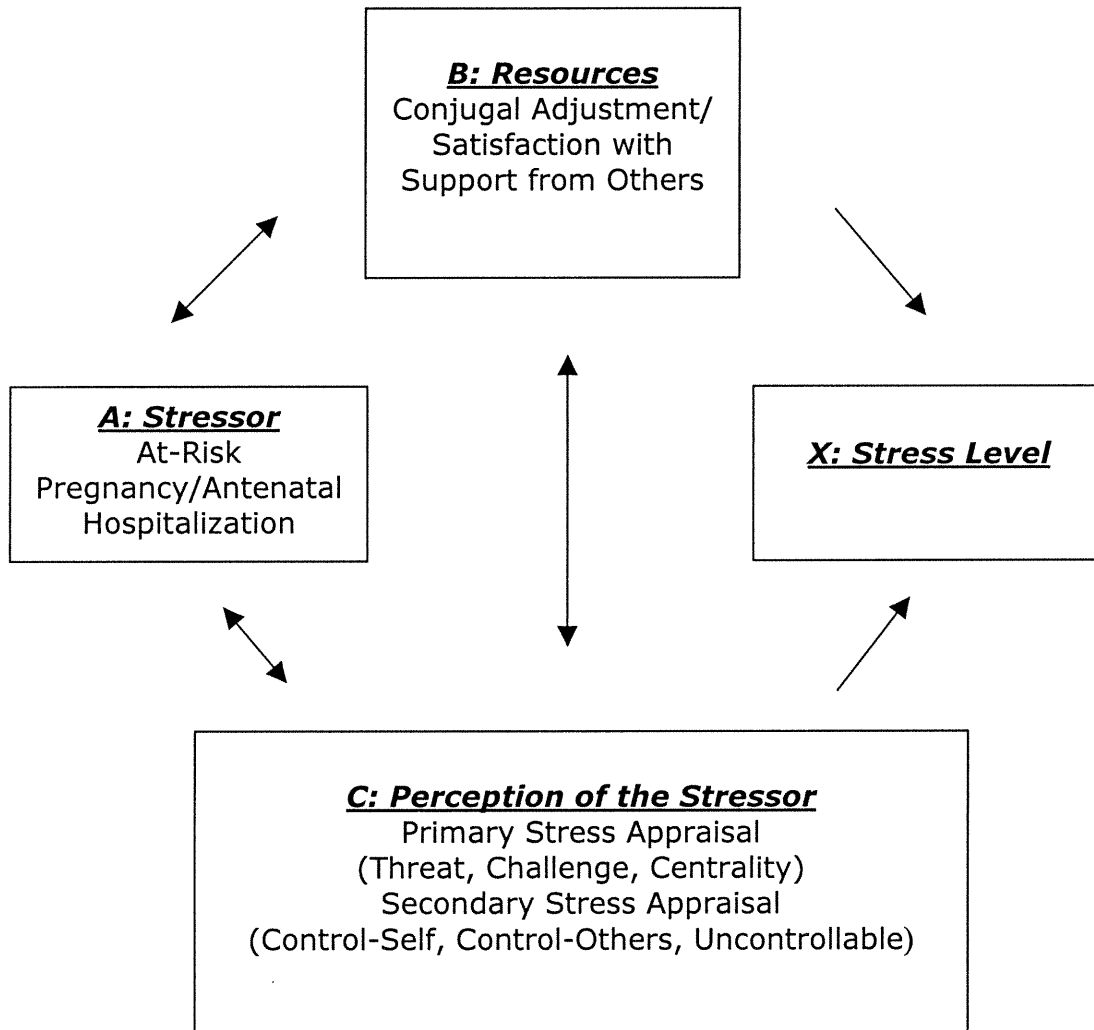 B: Resources
Conjugal Adjustment/
Satisfaction with
Support from Others
A: Stressor
At-Risk
Pregnancy/Antenatal
Hospitalization
X: Stress Level
C: Perception of the Stressor
Primary Stress Appraisal
(Threat, Challenge, Centrality)
Secondary Stress Appraisal
(Control-Self, Control-Others, Uncontrollable)